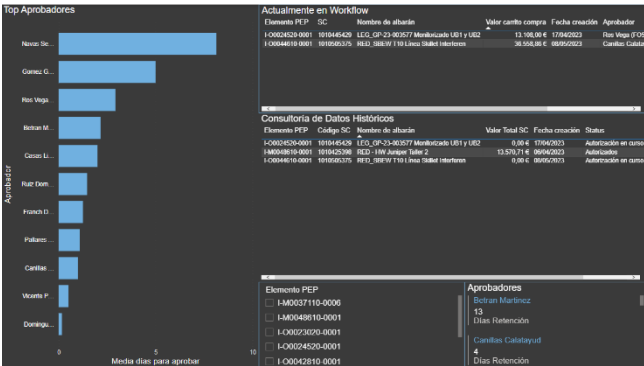 Top Aprobadores
Navas Se...
Gomez G...
Ros Vega...
Betran M...
Casas Li...
Ruiz Dom...
Franch D...
Pallares ...
Canillas ...
Vicente P...
Domingu...
Aprobador
0 5 10
Media días para aprobar
Actualmente en Workflow
Elemento PEP SC Nombre de albarán Valor carrito compra Fecha creación Aprobador
I-O0024520-0001 1010445429 LEG_GP-23-003577 Monitorizado UB1 y UB2 13.108,00 € 17/04/2023 Ros Vega (FOS
I-O0044610-0001 1010505375 RED_SBEW T10 Línea Skillet Interferen 36.558,86 € 08/05/2023 Canillas Calata
Consultoría de Datos Históricos
Elemento PEP Código SC Nombre de albarán Valor Total SC Fecha creación Status
I-O0024520-0001 1010445429 LEG_GP-23-003577 Monitorizado UB1 y UB2 0,00 € 17/04/2023 Autorización en curso
I-M0048610-0001 1010425398 RED - HW Juniper Taller 2 13.570,71 € 06/04/2023 Autorizados
I-O0044610-0001 1010505375 RED_SBEW T10 Línea Skillet Interferen 0,00 € 08/05/2023 Autorización en curso
Elemento PEP
I-M0037110-0006
I-M0048610-0001
I-O0023020-0001
I-O0024520-0001
I-O0042810-0001
Aprobadores
Betran Martinez
13
Días Retención
Canillas Calatayud
4
Días Retención